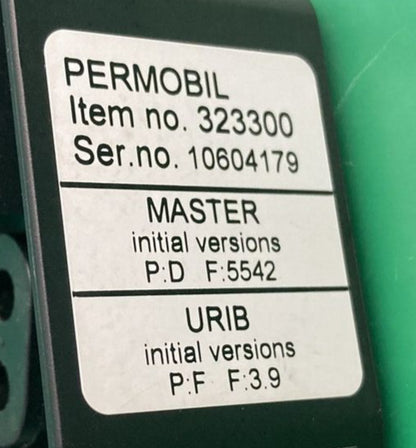 PERMOBIL
Item no. 323300
Ser.no. 10604179
MASTER
initial versions
P:D F:5542
URIB
initial versions
P:F F:3.9